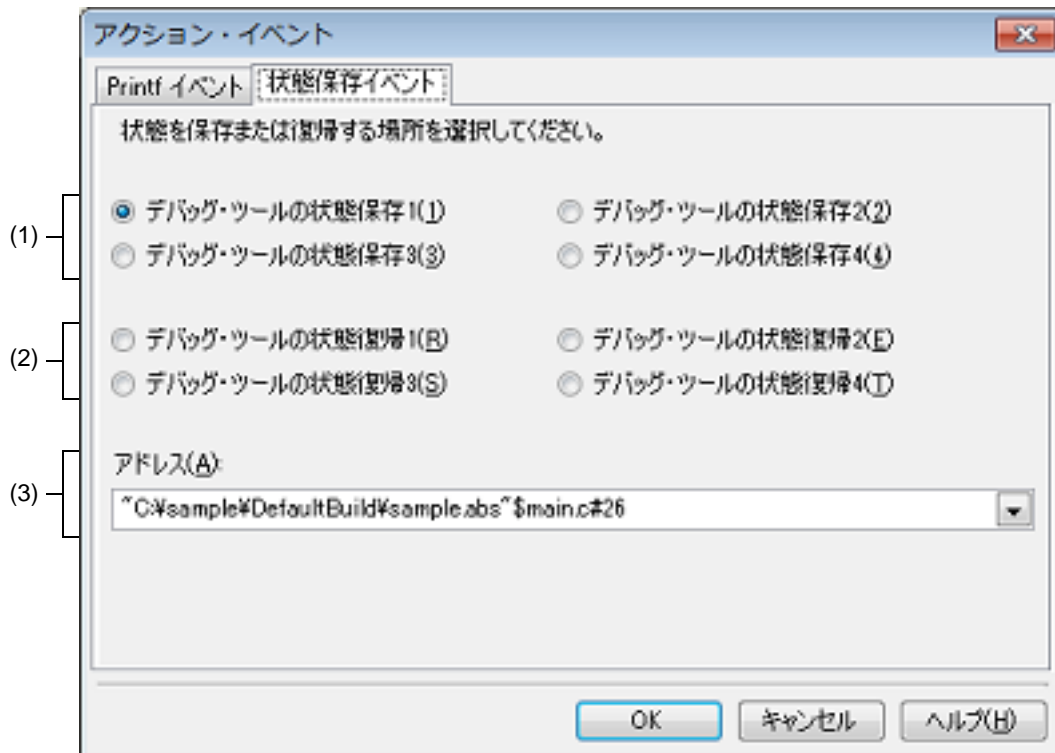 アクション・イベント
Printf イベント 状態保存イベント
状態を保存または復帰する場所を選択してください。
(1)
デバッグ・ツールの状態保存1(1) デバッグ・ツールの状態保存2(2)
デバッグ・ツールの状態保存3(3) デバッグ・ツールの状態保存4(4)
(2)
デバッグ・ツールの状態復帰1(R) デバッグ・ツールの状態復帰2(E)
デバッグ・ツールの状態復帰3(S) デバッグ・ツールの状態復帰4(T)
(3)
アドレス(A):
"C:¥sample¥DefaultBuild¥sample.abs"$main.c#26
OK キャンセル ヘルプ(H)